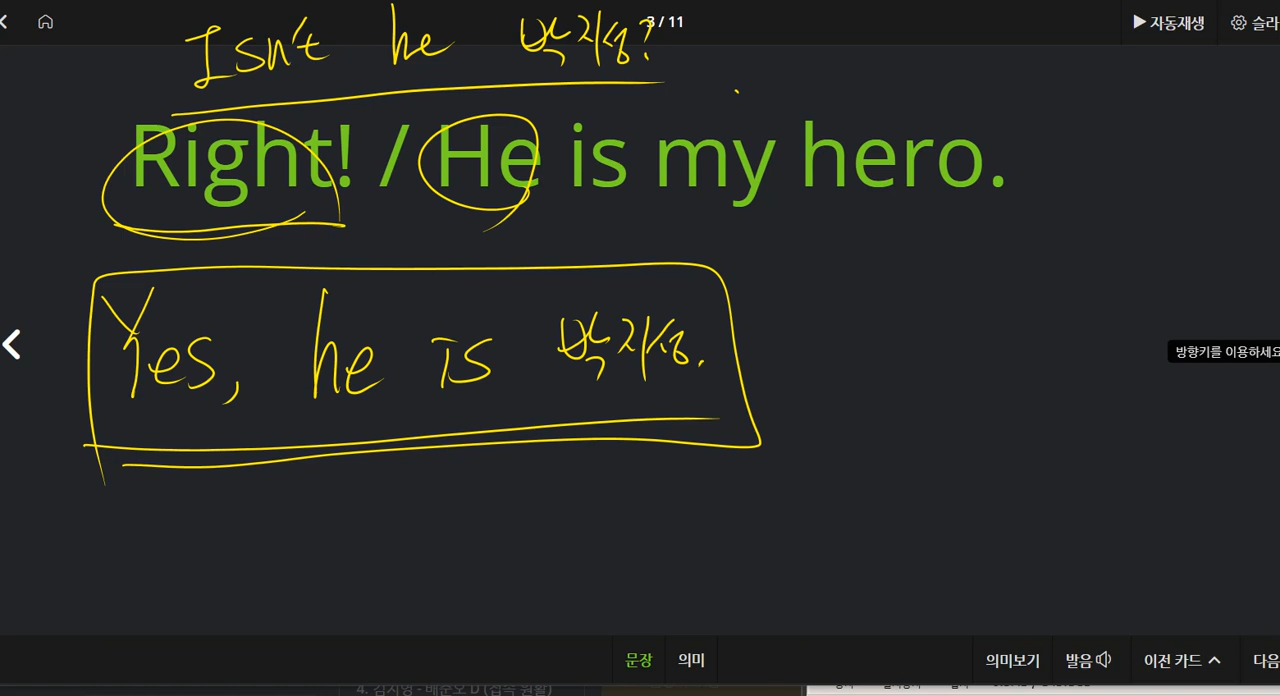 3 / 11
자동재생
슬라
Isn't he 박지성?
Right! / He is my hero.
Yes, he is 박지성.
방향키를 이용하세요
문장
의미
의미보기
발음
이전 카드
다음